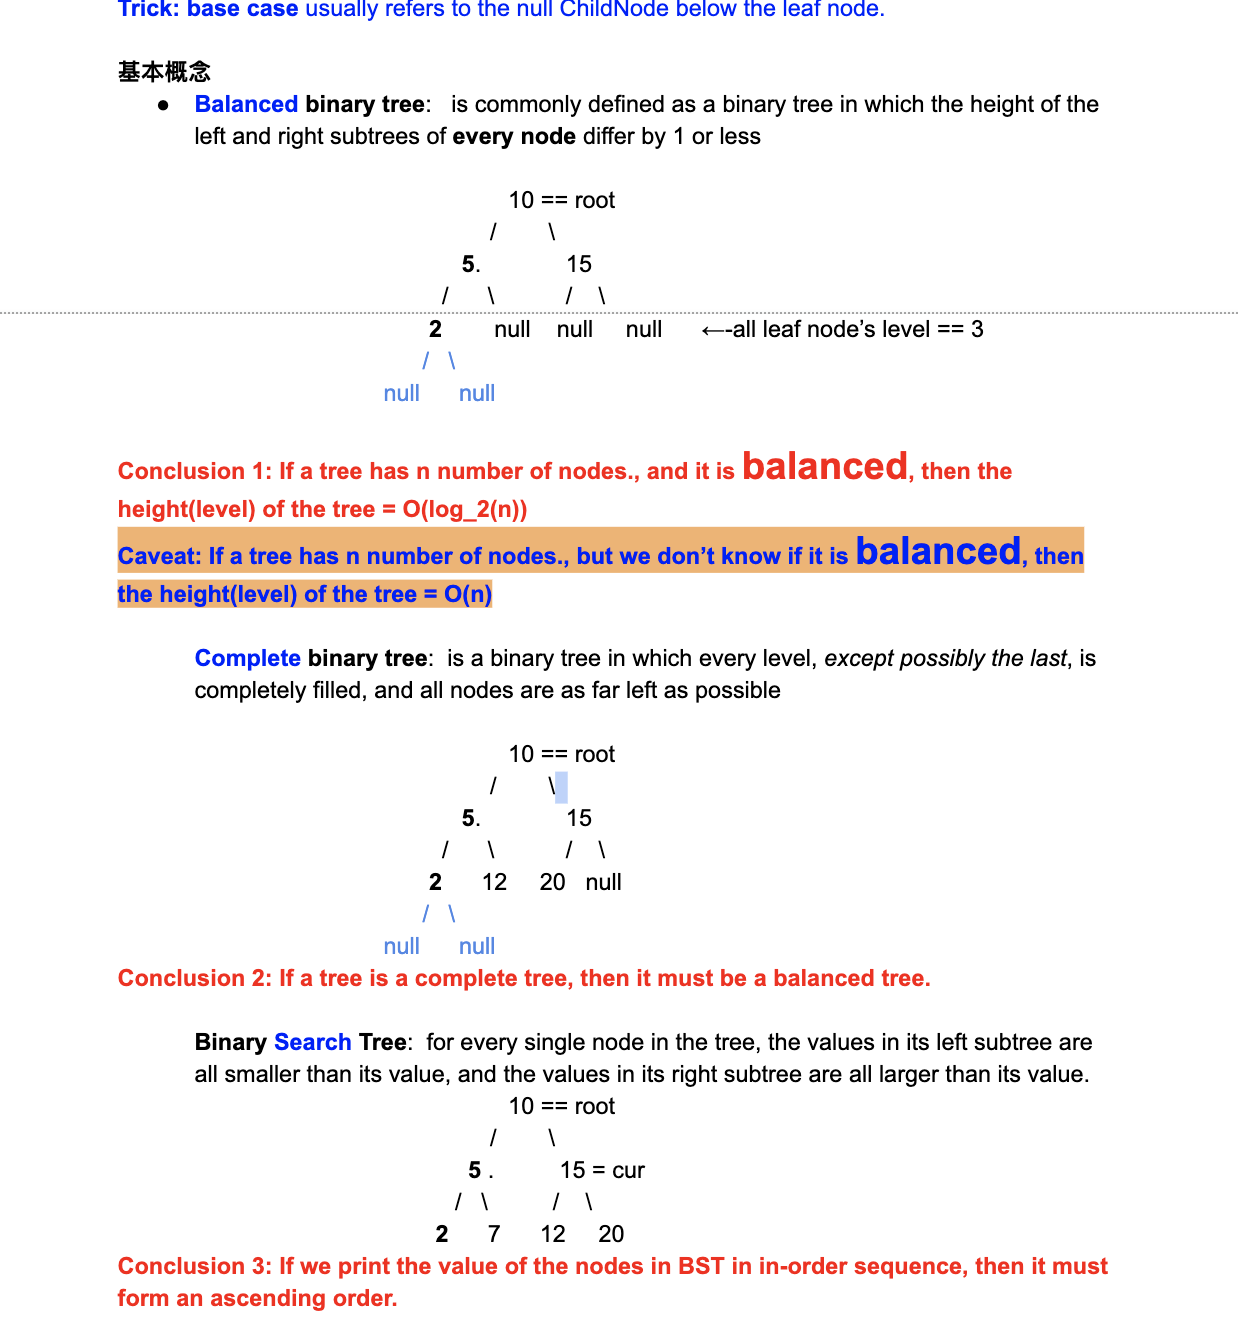 Trick: base case usually refers to the null ChildNode below the leaf node.
基本概念
● Balanced binary tree:   is commonly defined as a binary tree in which the height of the
left and right subtrees of every node differ by 1 or less
10 == root
/        \
5.             15
/      \           /    \
2        null    null     null      ←-all leaf node’s level == 3
/   \
null      null
Conclusion 1: If a tree has n number of nodes., and it is balanced, then the
height(level) of the tree = O(log_2(n))
Caveat: If a tree has n number of nodes., but we don’t know if it is balanced, then
the height(level) of the tree = O(n)
Complete binary tree:  is a binary tree in which every level, except possibly the last, is
completely filled, and all nodes are as far left as possible
10 == root
/        \
5.             15
/      \           /    \
2      12     20   null
/   \
null      null
Conclusion 2: If a tree is a complete tree, then it must be a balanced tree.
Binary Search Tree:  for every single node in the tree, the values in its left subtree are
all smaller than its value, and the values in its right subtree are all larger than its value.
10 == root
/        \
5 .          15 = cur
/   \          /    \
2      7      12     20
Conclusion 3: If we print the value of the nodes in BST in in-order sequence, then it must
form an ascending order.